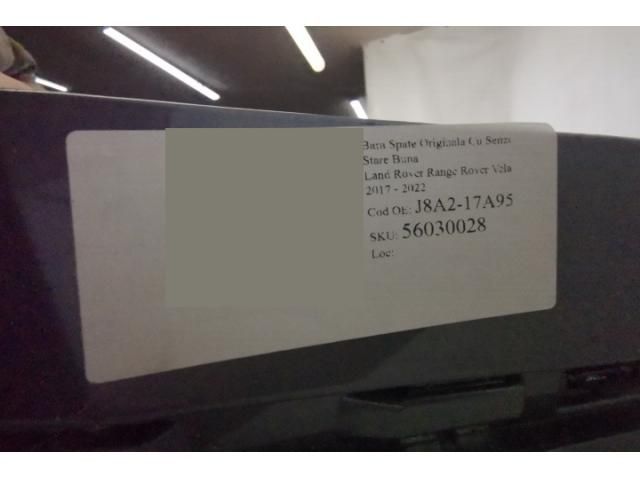 Bara Spate Originala Cu Senzo
Stare Buna
Land Rover Range Rover Vela
2017 - 2022
Cod OE: J8A2-17A95
SKU: 56030028
Loc: